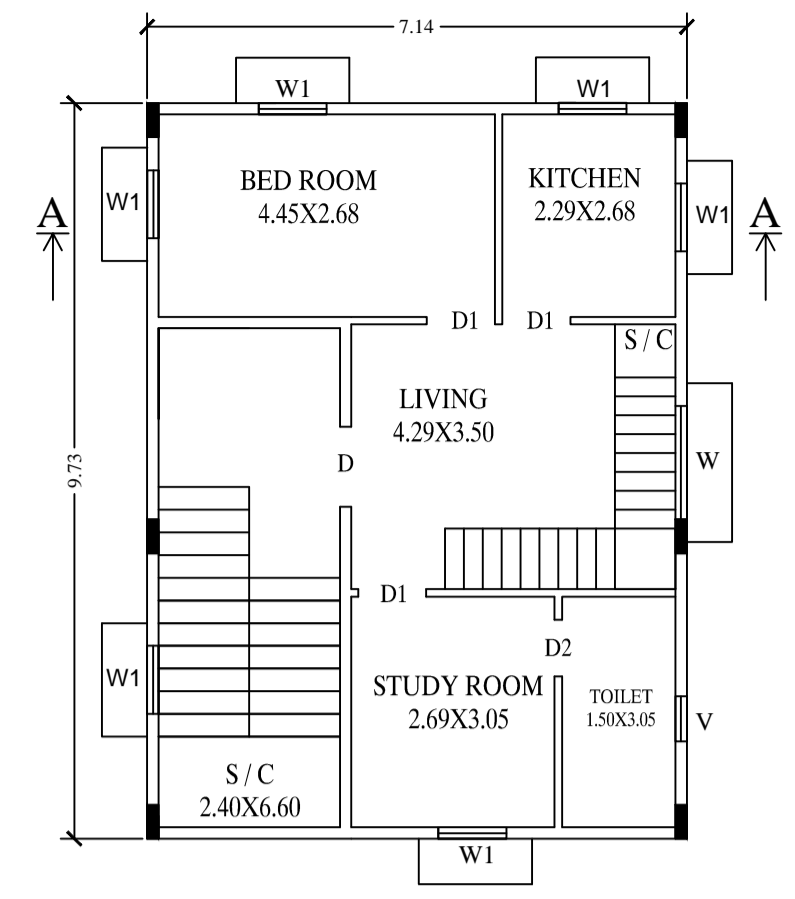 7.14
W1
W1
W1
BED ROOM
4.45X2.68
KITCHEN
2.29X2.68
W1
A
A
D1
D1
S / C
LIVING
4.29X3.50
D
W
9.73
D1
D2
W1
STUDY ROOM
2.69X3.05
TOILET
1.50X3.05
V
S / C
2.40X6.60
W1